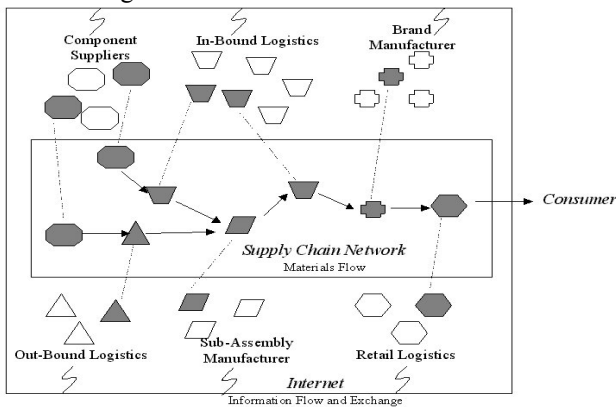 Component
Suppliers
In-Bound Logistics
Brand
Manufacturer
Consumer
Supply Chain Network
Materials Flow
Out-Bound Logistics
Sub-Assembly
Manufacturer
Retail Logistics
Internet
Information Flow and Exchange